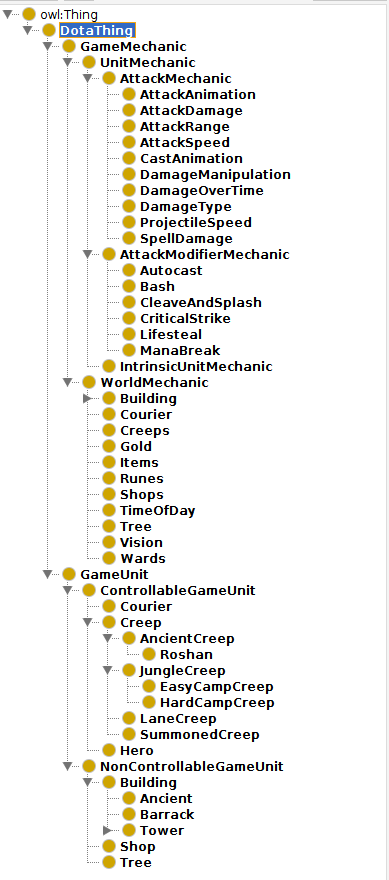 owl:Thing
DotaThing
GameMechanic
UnitMechanic
AttackMechanic
AttackAnimation
AttackDamage
AttackRange
AttackSpeed
CastAnimation
DamageManipulation
DamageOverTime
DamageType
ProjectileSpeed
SpellDamage
AttackModifierMechanic
Autocast
Bash
CleaveAndSplash
CriticalStrike
Lifesteal
ManaBreak
IntrinsicUnitMechanic
WorldMechanic
Building
Courier
Creeps
Gold
Items
Runes
Shops
TimeOfDay
Tree
Vision
Wards
GameUnit
ControllableGameUnit
Courier
Creep
AncientCreep
Roshan
JungleCreep
EasyCampCreep
HardCampCreep
LaneCreep
SummonedCreep
Hero
NonControllableGameUnit
Building
Ancient
Barrack
Tower
Shop
Tree